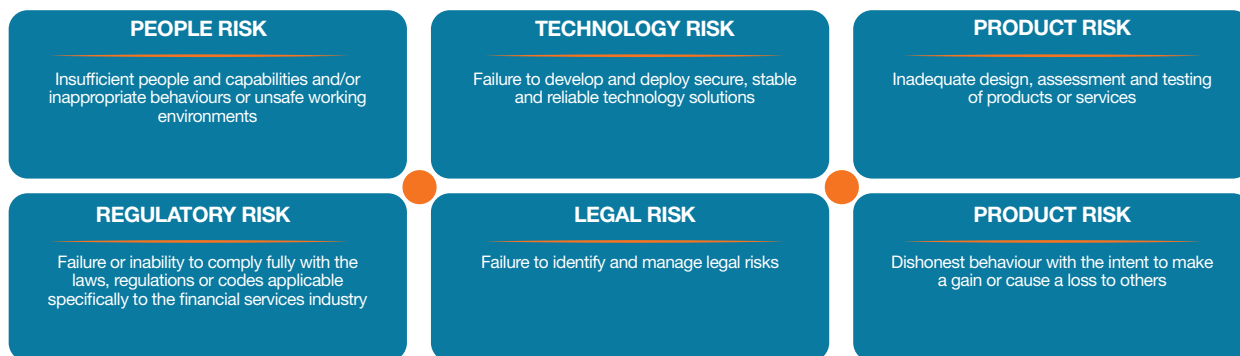 PEOPLE RISK
Insufficient people and capabilities and/or
inappropriate behaviours or unsafe working
environments
TECHNOLOGY RISK
Failure to develop and deploy secure, stable
and reliable technology solutions
PRODUCT RISK
Inadequate design, assessment and testing
of products or services
REGULATORY RISK
Failure or inability to comply fully with the
laws, regulations or codes applicable
specifically to the financial services industry
LEGAL RISK
Failure to identify and manage legal risks
PRODUCT RISK
Dishonest behaviour with the intent to make
a gain or cause a loss to others